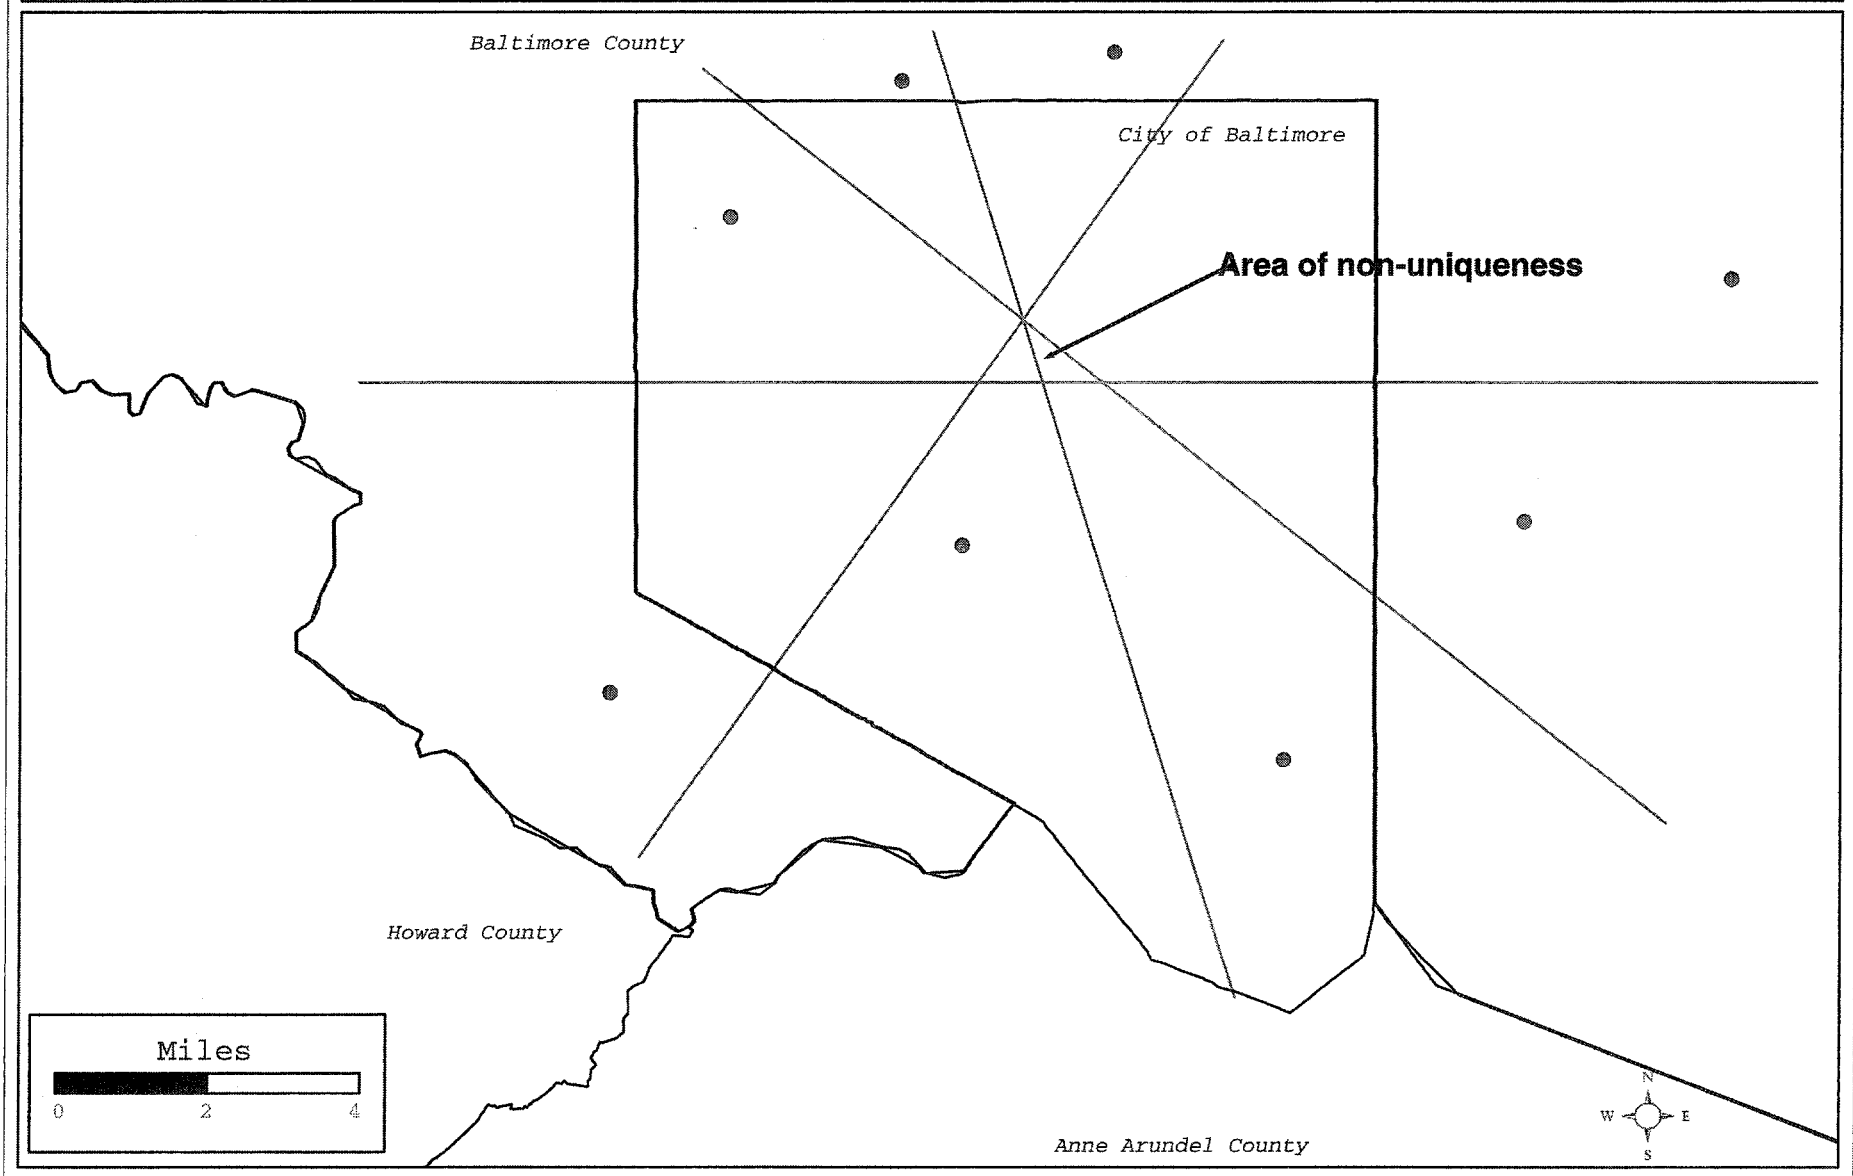 Baltimore County
City of Baltimore
Area of non-uniqueness
Howard County
Miles
0 2 4
N
W E
S
Anne Arundel County